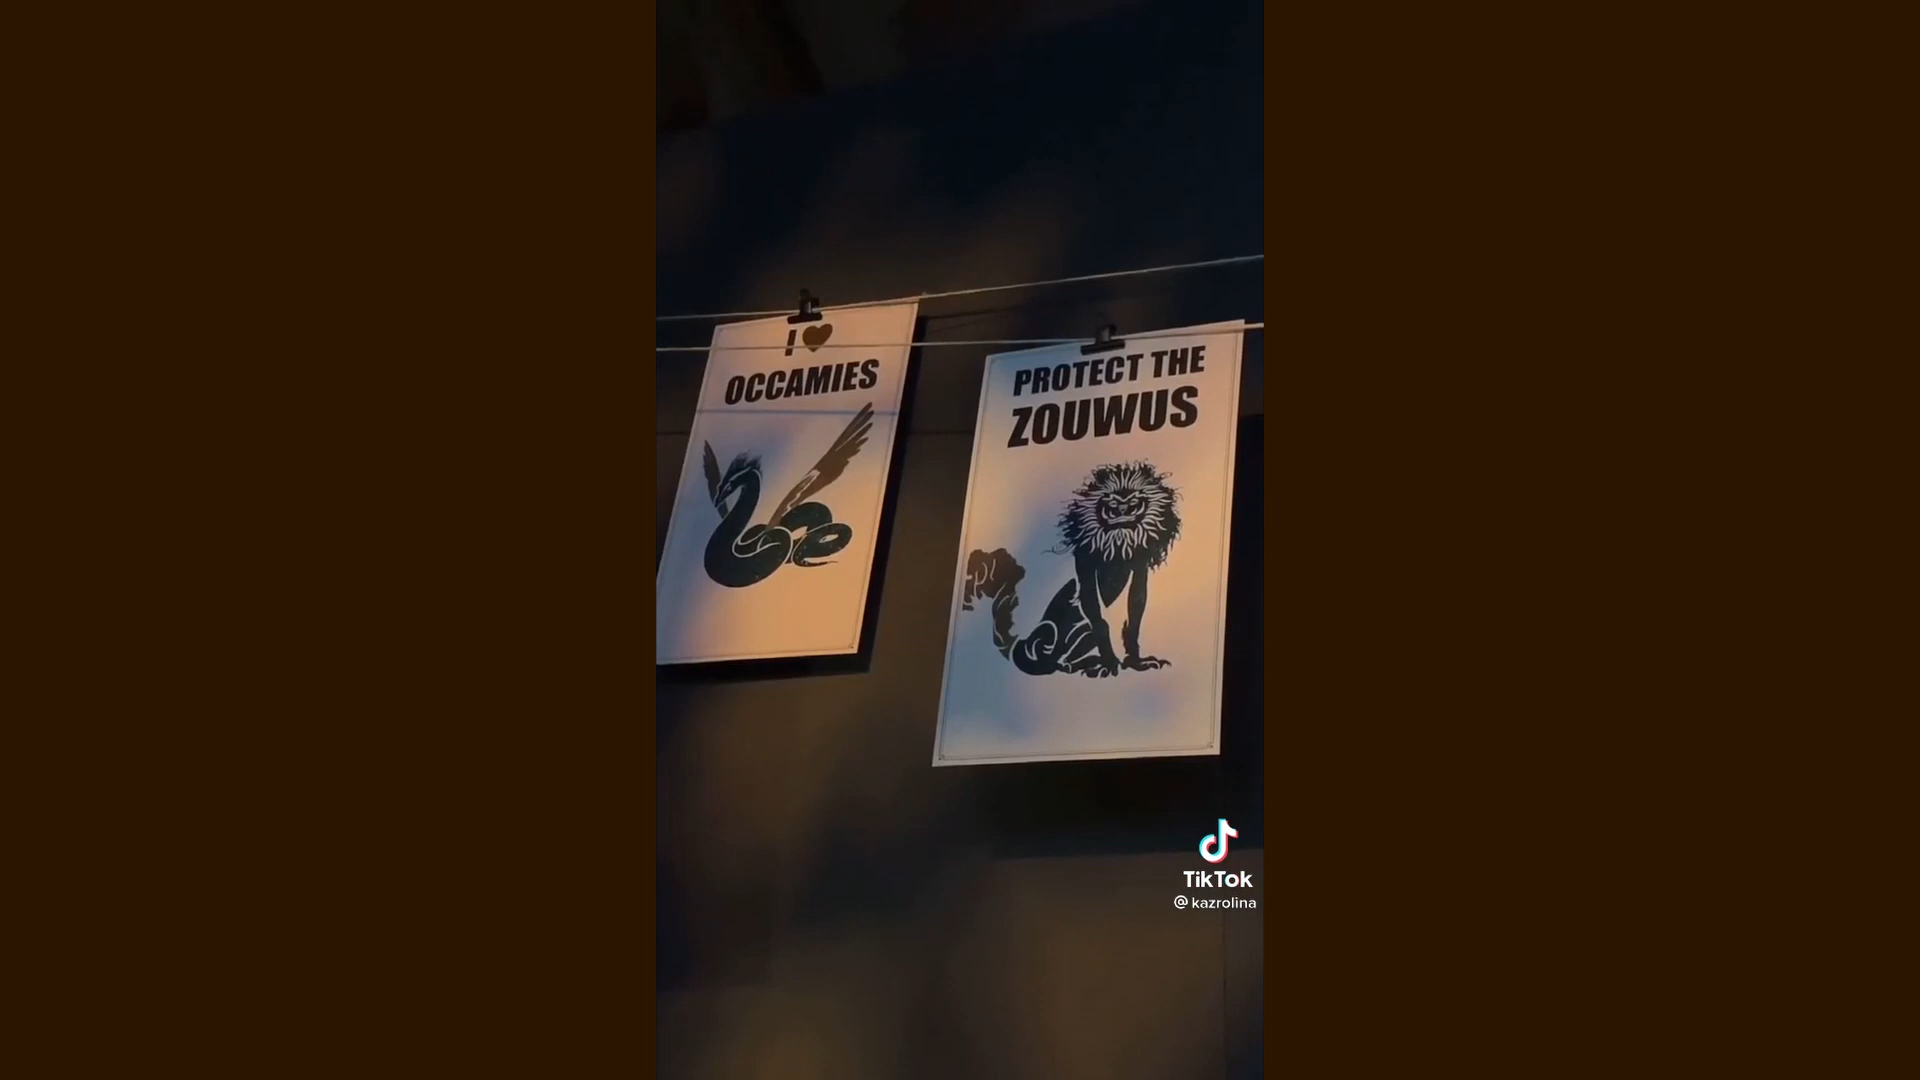 I ♥
OCCAMIES
PROTECT THE
ZOUWUS
TikTok
@kazrolina